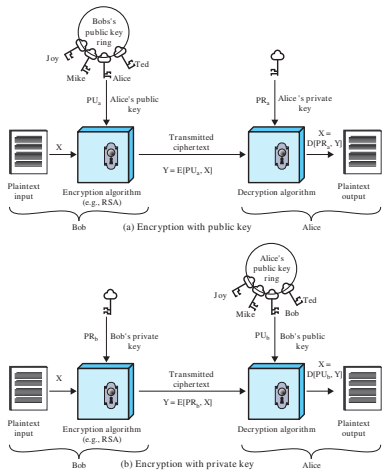 Bobs's
public key
ring
Joy
Ted
Mike
Alice
PUa
Alice's public
key
PRa
Alice's private
key
X
Transmitted
ciphertext
X =
D[PRa, Y]
Y = E[PUa, X]
Plaintext
input
Encryption algorithm
(e.g., RSA)
Decryption algorithm
Plaintext
output
Bob
(a) Encryption with public key
Alice
Alice's
public key
ring
Joy
Ted
Mike
Bob
PRb
Bob's private
key
PUb
Bob's public
key
X
Transmitted
ciphertext
X =
D[PUb, Y]
Y = E[PRb, X]
Plaintext
input
Encryption algorithm
(e.g., RSA)
Decryption algorithm
Plaintext
output
Bob
(b) Encryption with private key
Alice